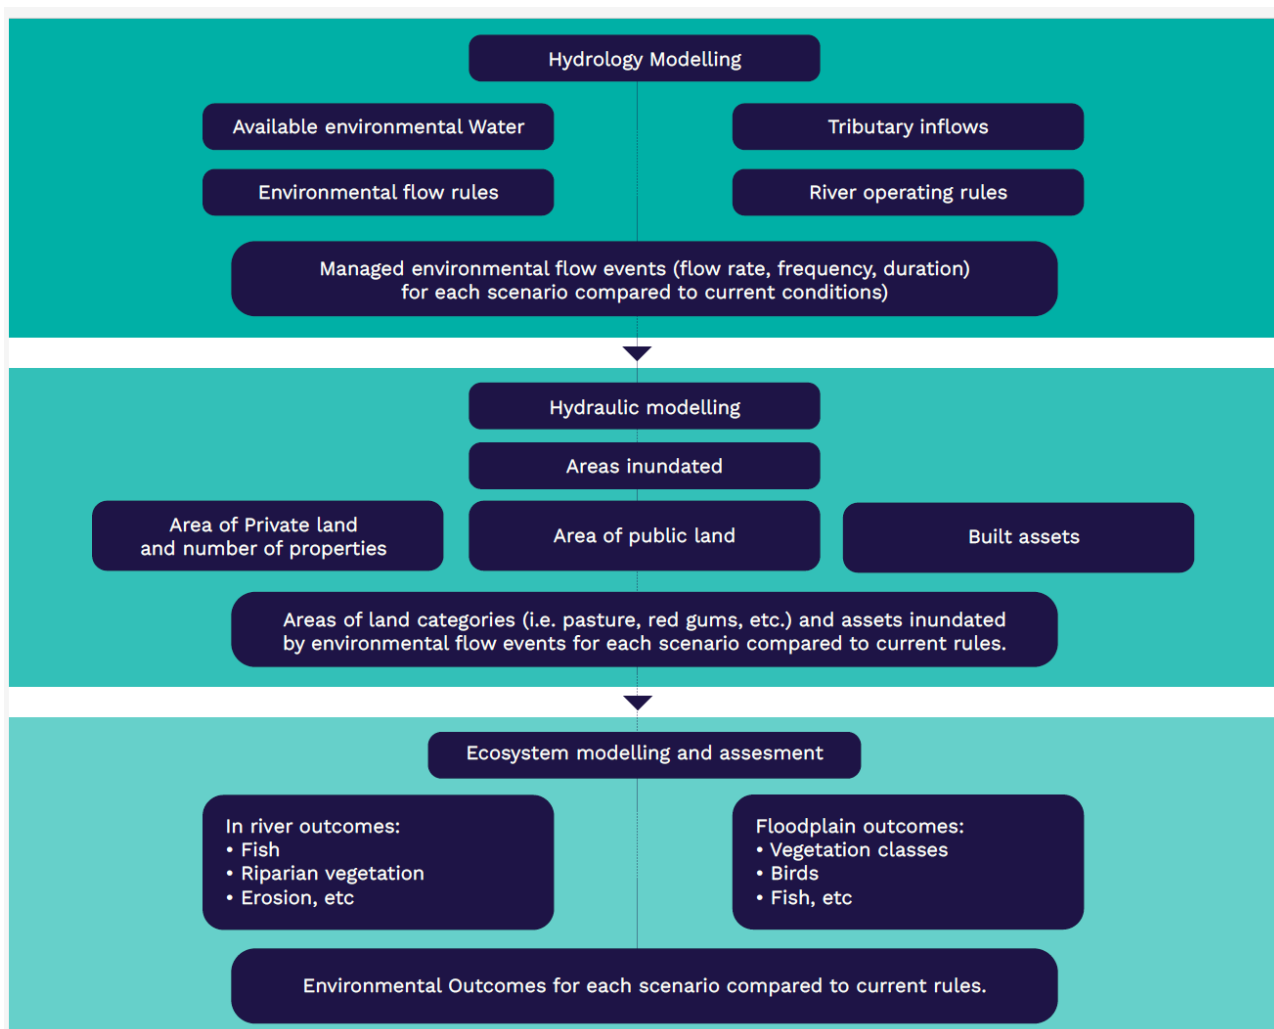 Hydrology Modelling
Available environmental Water
Tributary inflows
Environmental flow rules
River operating rules
Managed environmental flow events (flow rate, frequency, duration)
for each scenario compared to current conditions)
Hydraulic modelling
Areas inundated
Area of Private land
and number of properties
Area of public land
Built assets
Areas of land categories (i.e. pasture, red gums, etc.) and assets inundated
by environmental flow events for each scenario compared to current rules.
Ecosystem modelling and assesment
In river outcomes:
• Fish
• Riparian vegetation
• Erosion, etc
Floodplain outcomes:
• Vegetation classes
• Birds
• Fish, etc
Environmental Outcomes for each scenario compared to current rules.